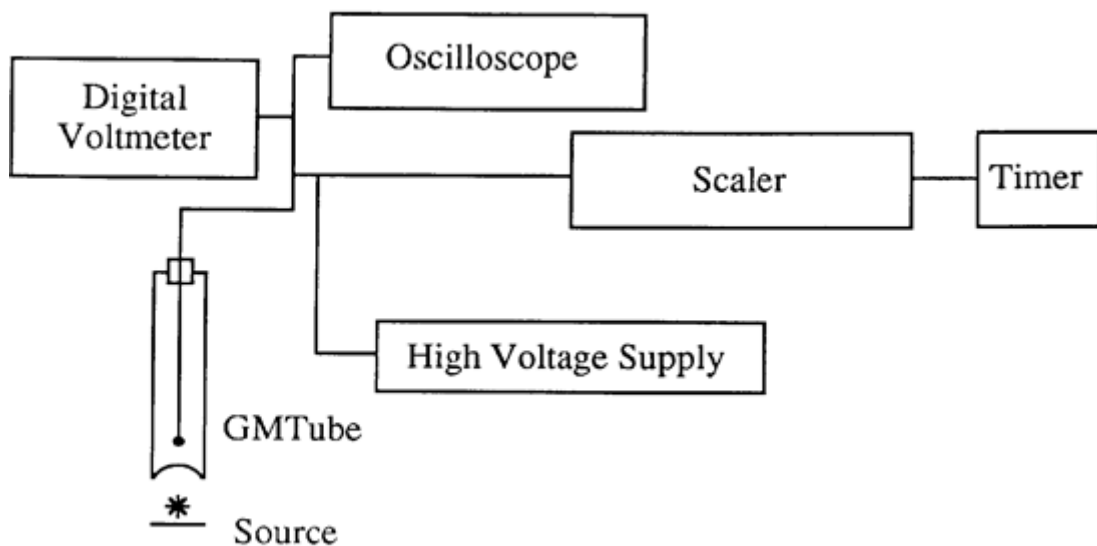 Oscilloscope
Digital
Voltmeter
Scaler
Timer
High Voltage Supply
GMTube
Source